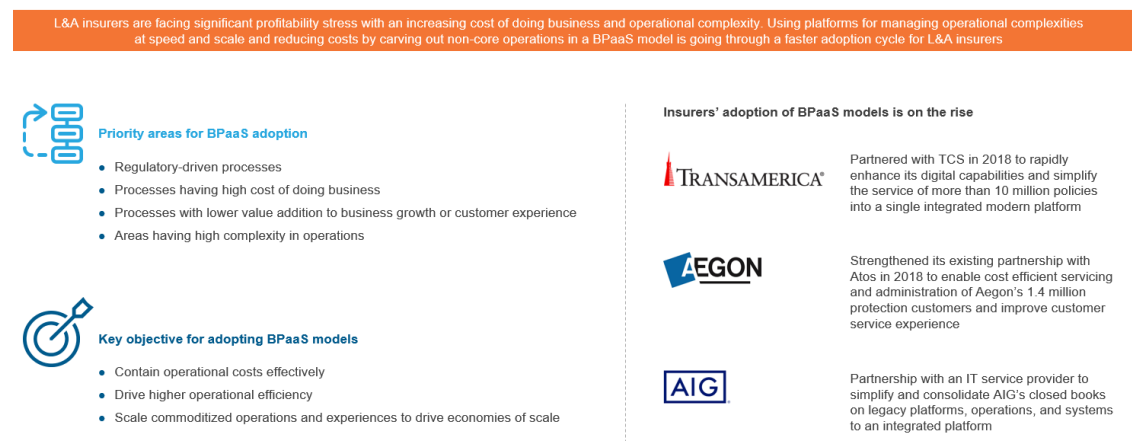 L&A insurers are facing significant profitability stress with an increasing cost of doing business and operational complexity. Using platforms for managing operational complexities
at speed and scale and reducing costs by carving out non-core operations in a BPaaS model is going through a faster adoption cycle for L&A insurers
Priority areas for BPaaS adoption
Regulatory-driven processes
Processes having high cost of doing business
Processes with lower value addition to business growth or customer experience
Areas having high complexity in operations
Key objective for adopting BPaaS models
Contain operational costs effectively
Drive higher operational efficiency
Scale commoditized operations and experiences to drive economies of scale
Insurers' adoption of BPaaS models is on the rise
TRANSAMERICA®
Partnered with TCS in 2018 to rapidly
enhance its digital capabilities and simplify
the service of more than 10 million policies
into a single integrated modern platform
AEGON
Strengthened its existing partnership with
Atos in 2018 to enable cost efficient servicing
and administration of Aegon's 1.4 million
protection customers and improve customer
service experience
AIG
Partnership with an IT service provider to
simplify and consolidate AIG's closed books
on legacy platforms, operations, and systems
to an integrated platform